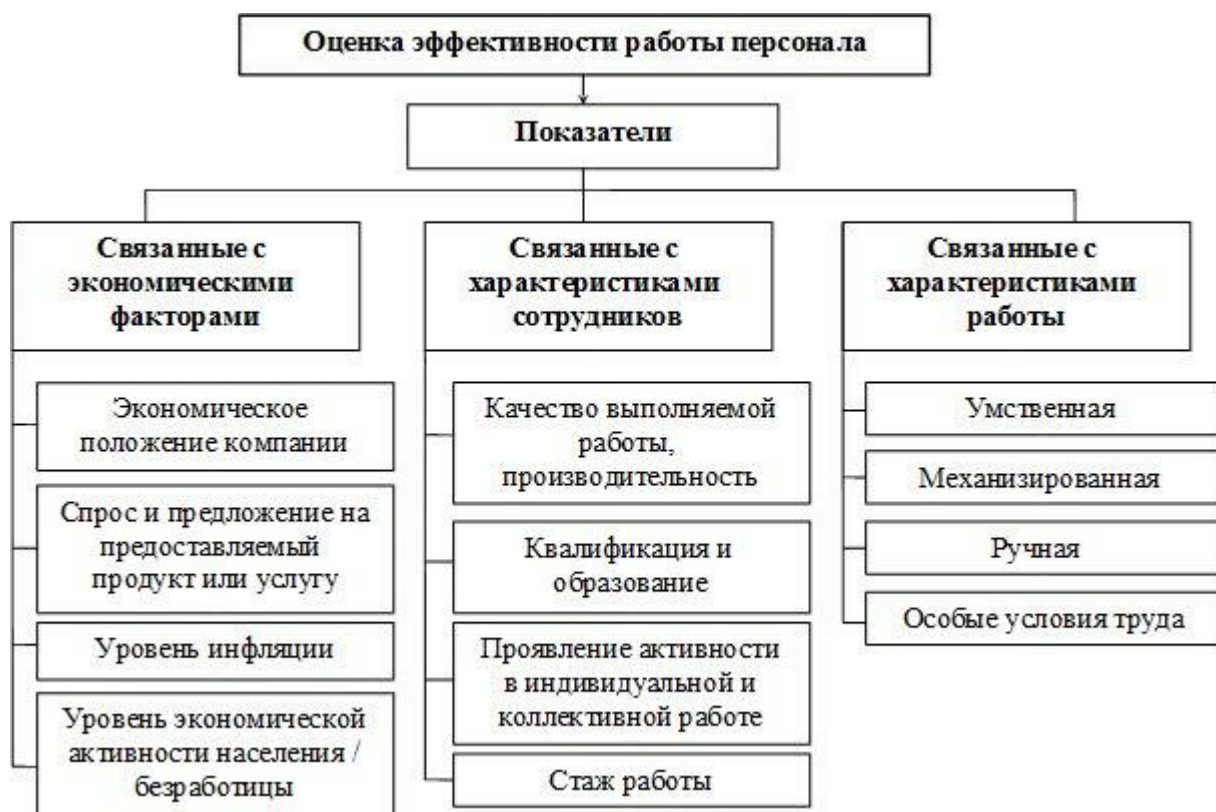 Оценка эффективности работы персонала
Показатели
Связанные с
экономическими
факторами
Экономическое
положение компании
Спрос и предложение на
предоставляемый
продукт или услугу
Уровень инфляции
Уровень экономической
активности населения /
безработицы
Связанные с
характеристиками
сотрудников
Качество выполняемой
работы,
производительность
Квалификация и
образование
Проявление активности
в индивидуальной и
коллективной работе
Стаж работы
Связанные с
характеристиками
работы
Умственная
Механизированная
Ручная
Особые условия труда